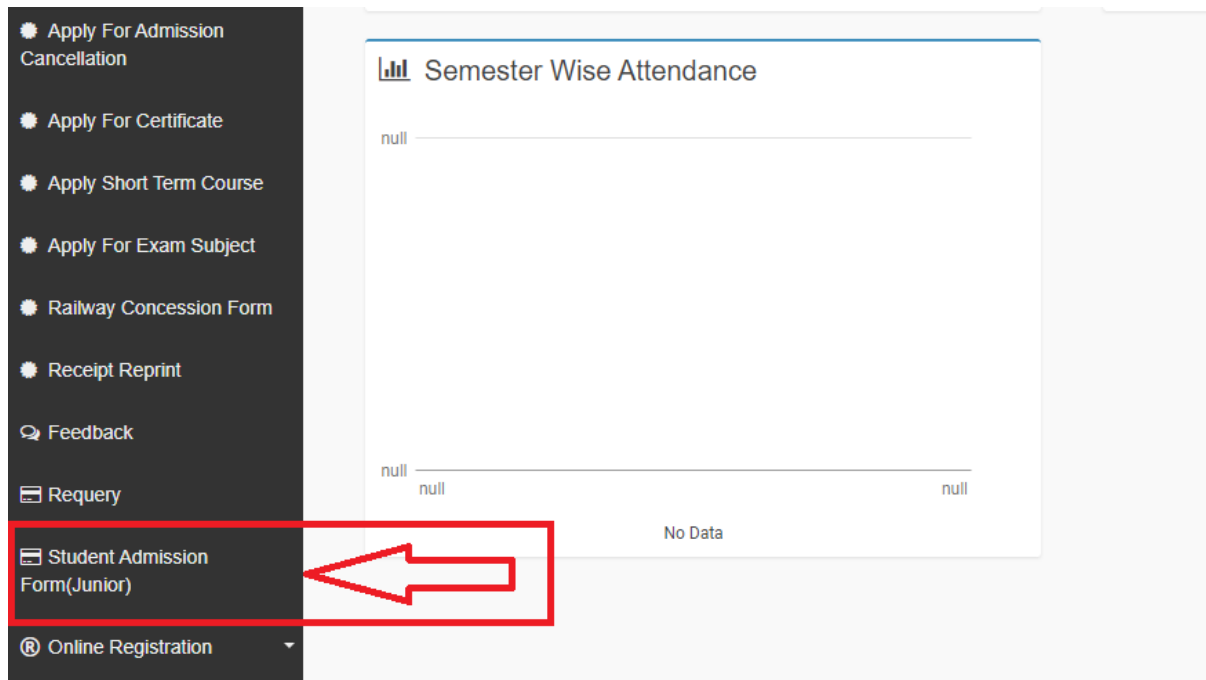 Apply For Admission
Cancellation
Apply For Certificate
Apply Short Term Course
Apply For Exam Subject
Railway Concession Form
Receipt Reprint
Feedback
Requery
Student Admission
Form(Junior)
Online Registration
Semester Wise Attendance
null
null
null null
No Data